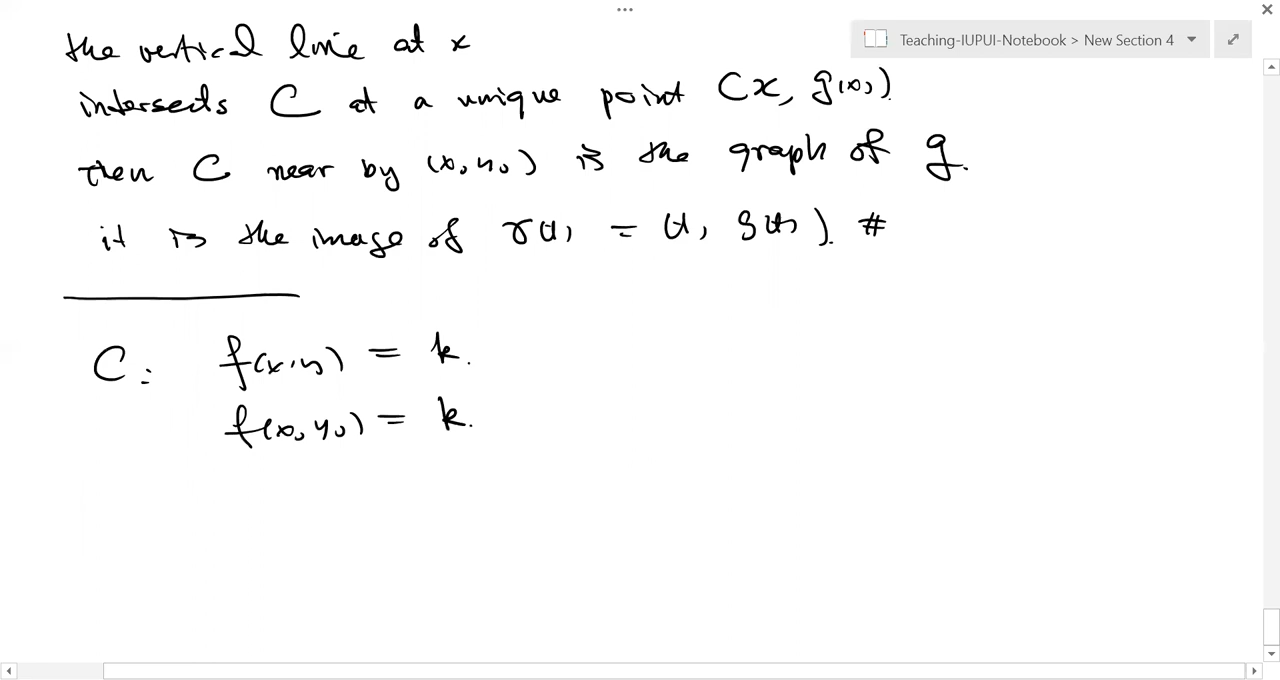 ...
Teaching-IUPUI-Notebook > New Section 4
the vertical line at x
intersects C at a unique point (x, g(x)).
then C near by (x₀, y₀) is the graph of g.
it is the image of γ(t) = (t, g(t)). #
C: f(x,y) = k.
f(x₀, y₀) = k.